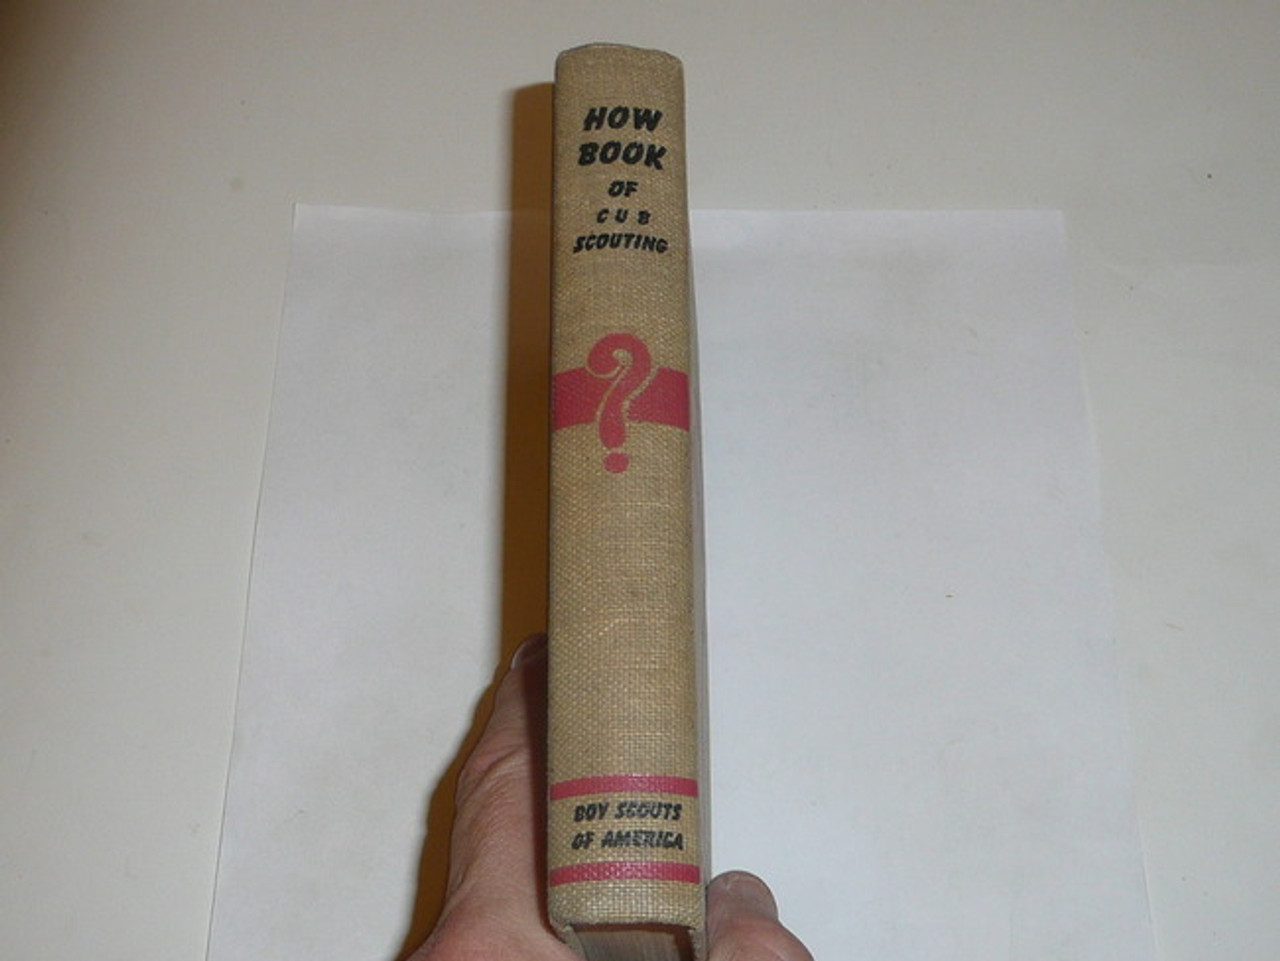 HOW
BOOK
OF
CUB
SCOUTING
?
BOY SCOUTS
OF AMERICA